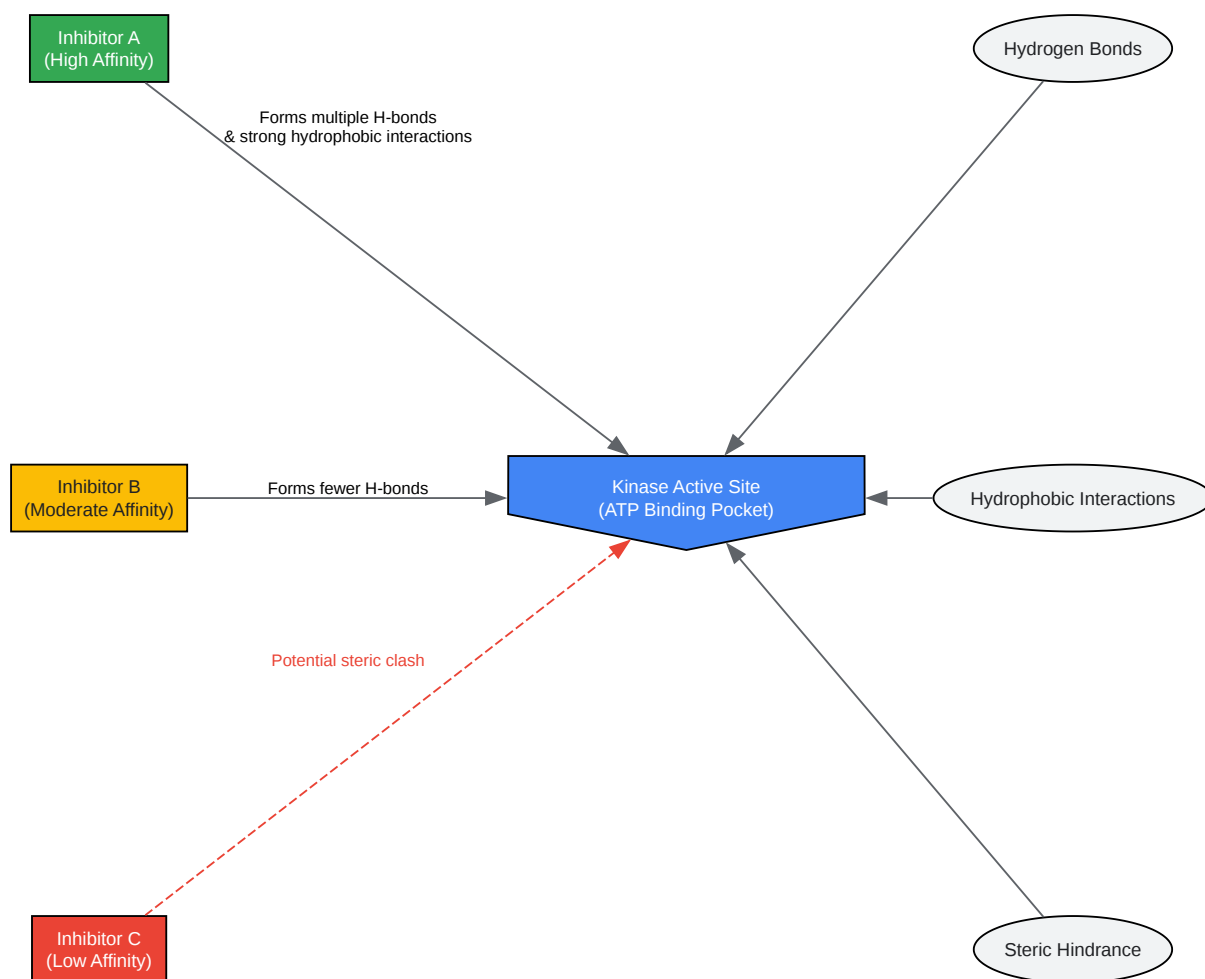 Inhibitor A
(High Affinity)
Hydrogen Bonds
Forms multiple H-bonds
& strong hydrophobic interactions
Inhibitor B
(Moderate Affinity)
Forms fewer H-bonds
Kinase Active Site
(ATP Binding Pocket)
Hydrophobic Interactions
Potential steric clash
Inhibitor C
(Low Affinity)
Steric Hindrance